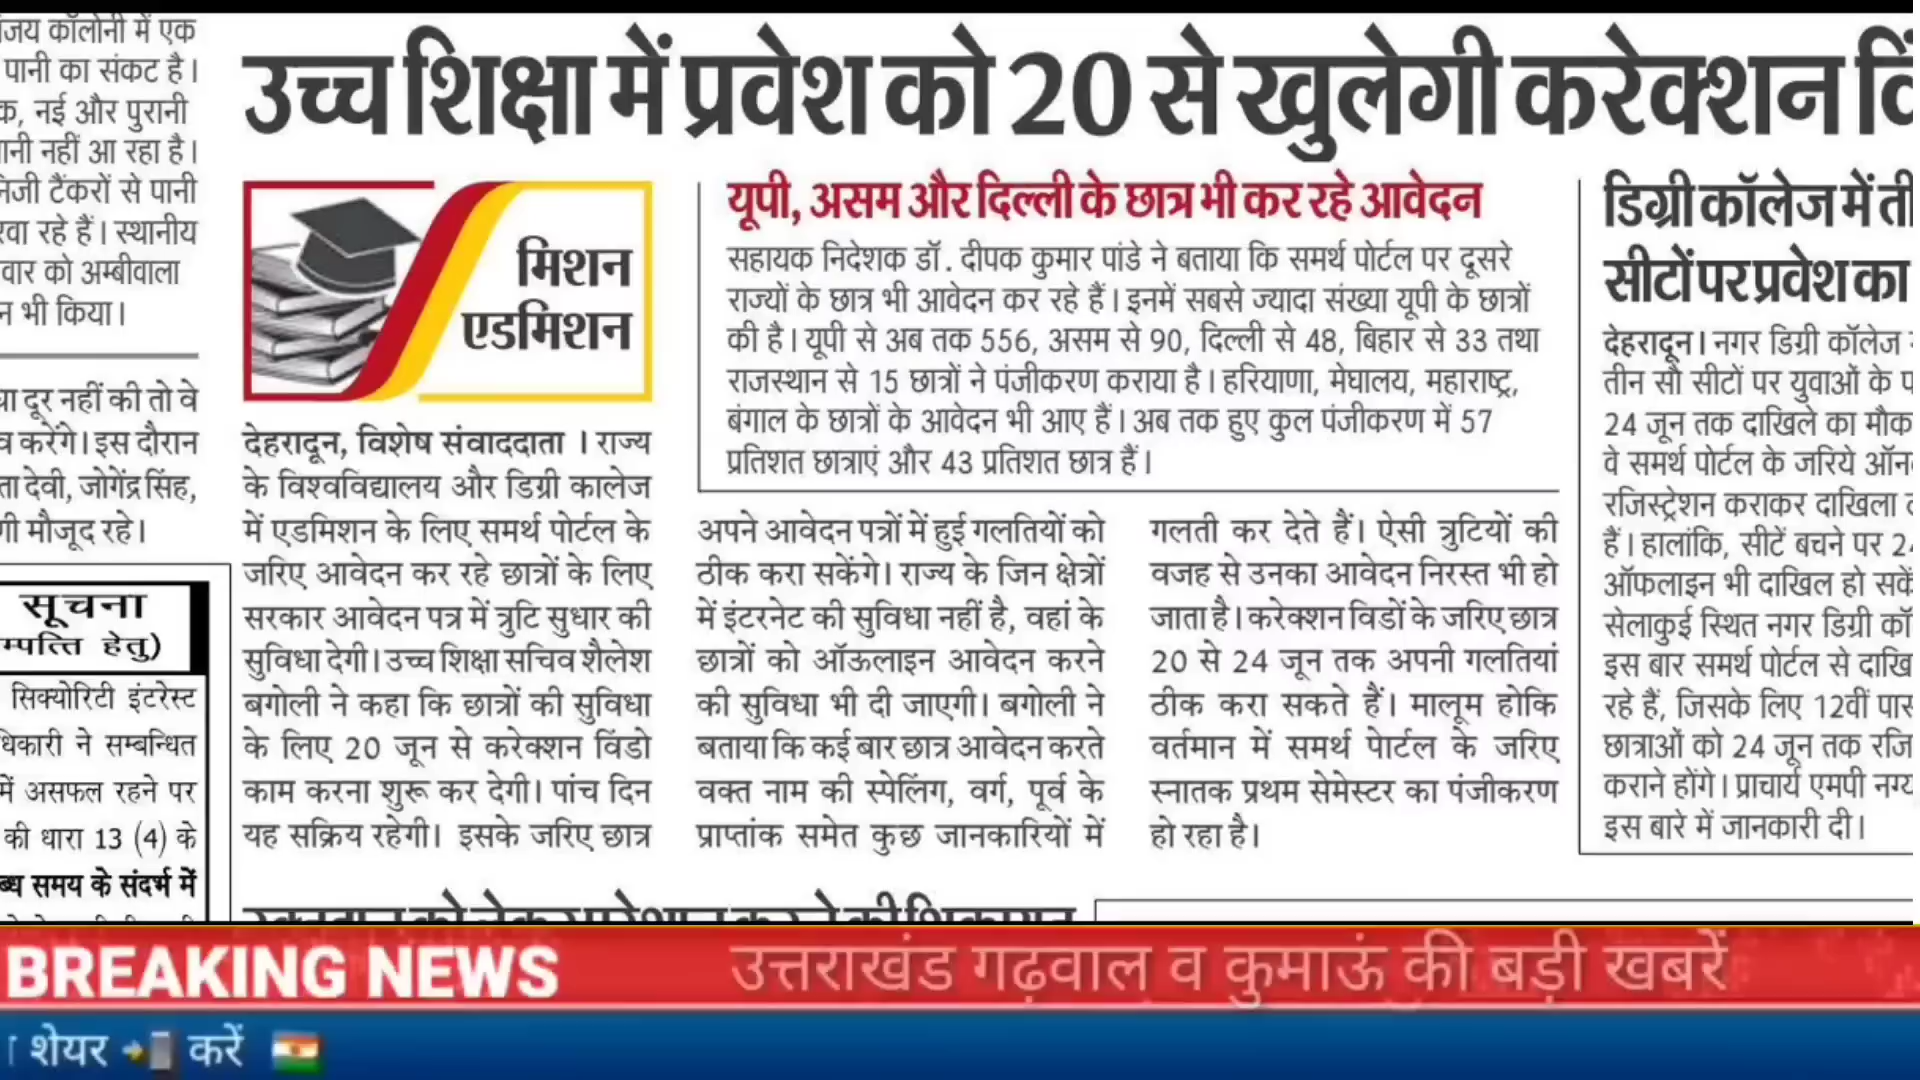 कॉलोनी में एक
पानी का संकट है।
नई और पुरानी
नहीं आ रहा है।
टैंकरों से पानी
रहे हैं। स्थानीय
को अम्बीवाला
भी किया।
दूर नहीं की तो वे
करेंगे। इस दौरान
देवी, जोगेंद्र सिंह,
मौजूद रहे।
सूचना
हेतु)
सिक्योरिटी इंटरेस्ट
ने सम्बन्धित
में असफल रहने पर
की धारा 13 (4) के
समय के संदर्भ में
उच्च शिक्षा में प्रवेश को 20 से खुलेगी करेक्शन
मिशन
एडमिशन
देहरादून, विशेष संवाददाता । राज्य
के विश्वविद्यालय और डिग्री कालेज
में एडमिशन के लिए समर्थ पोर्टल के
जरिए आवेदन कर रहे छात्रों के लिए
सरकार आवेदन पत्र में त्रुटि सुधार की
सुविधा देगी। उच्च शिक्षा सचिव शैलेश
बगोली ने कहा कि छात्रों की सुविधा
के लिए 20 जून से करेक्शन विंडो
काम करना शुरू कर देगी। पांच दिन
यह सक्रिय रहेगी। इसके जरिए छात्र
यूपी, असम और दिल्ली के छात्र भी कर रहे आवेदन
सहायक निदेशक डॉ. दीपक कुमार पांडे ने बताया कि समर्थ पोर्टल पर दूसरे
राज्यों के छात्र भी आवेदन कर रहे हैं। इनमें सबसे ज्यादा संख्या यूपी के छात्रों
की है। यूपी से अब तक 556, असम से 90, दिल्ली से 48, बिहार से 33 तथा
राजस्थान से 15 छात्रों ने पंजीकरण कराया है। हरियाणा, मेघालय, महाराष्ट्र,
बंगाल के छात्रों के आवेदन भी आए हैं। अब तक हुए कुल पंजीकरण में 57
प्रतिशत छात्राएं और 43 प्रतिशत छात्र हैं।
अपने आवेदन पत्रों में हुई गलतियों को
ठीक करा सकेंगे। राज्य के जिन क्षेत्रों
में इंटरनेट की सुविधा नहीं है, वहां के
छात्रों को ऑऊलाइन आवेदन करने
की सुविधा भी दी जाएगी। बगोली ने
बताया कि कई बार छात्र आवेदन करते
वक्त नाम की स्पेलिंग, वर्ग, पूर्व के
प्राप्तांक समेत कुछ जानकारियों में
गलती कर देते हैं। ऐसी त्रुटियों की
वजह से उनका आवेदन निरस्त भी हो
जाता है। करेक्शन विडों के जरिए छात्र
20 से 24 जून तक अपनी गलतियां
ठीक करा सकते हैं। मालूम होकि
वर्तमान में समर्थ पेार्टल के जरिए
स्नातक प्रथम सेमेस्टर का पंजीकरण
हो रहा है।
डिग्री कॉलेज में
सीटों पर प्रवेश का
देहरादून। नगर डिग्री कॉलेज
तीन सौ सीटों पर युवाओं के
24 जून तक दाखिले का
वे समर्थ पोर्टल के जरिये
रजिस्ट्रेशन कराकर दाखिला
हैं। हालांकि, सीटें बचने पर
ऑफलाइन भी दाखिल हो
सेलाकुई स्थित नगर डिग्री
इस बार समर्थ पोर्टल से
रहे हैं, जिसके लिए 12वीं
छात्राओं को 24 जून तक
कराने होंगे। प्राचार्य एमपी
इस बारे में जानकारी दी।
BREAKING NEWS
उत्तराखंड गढ़वाल व कुमाऊं की बड़ी खबरें
शेयर करें